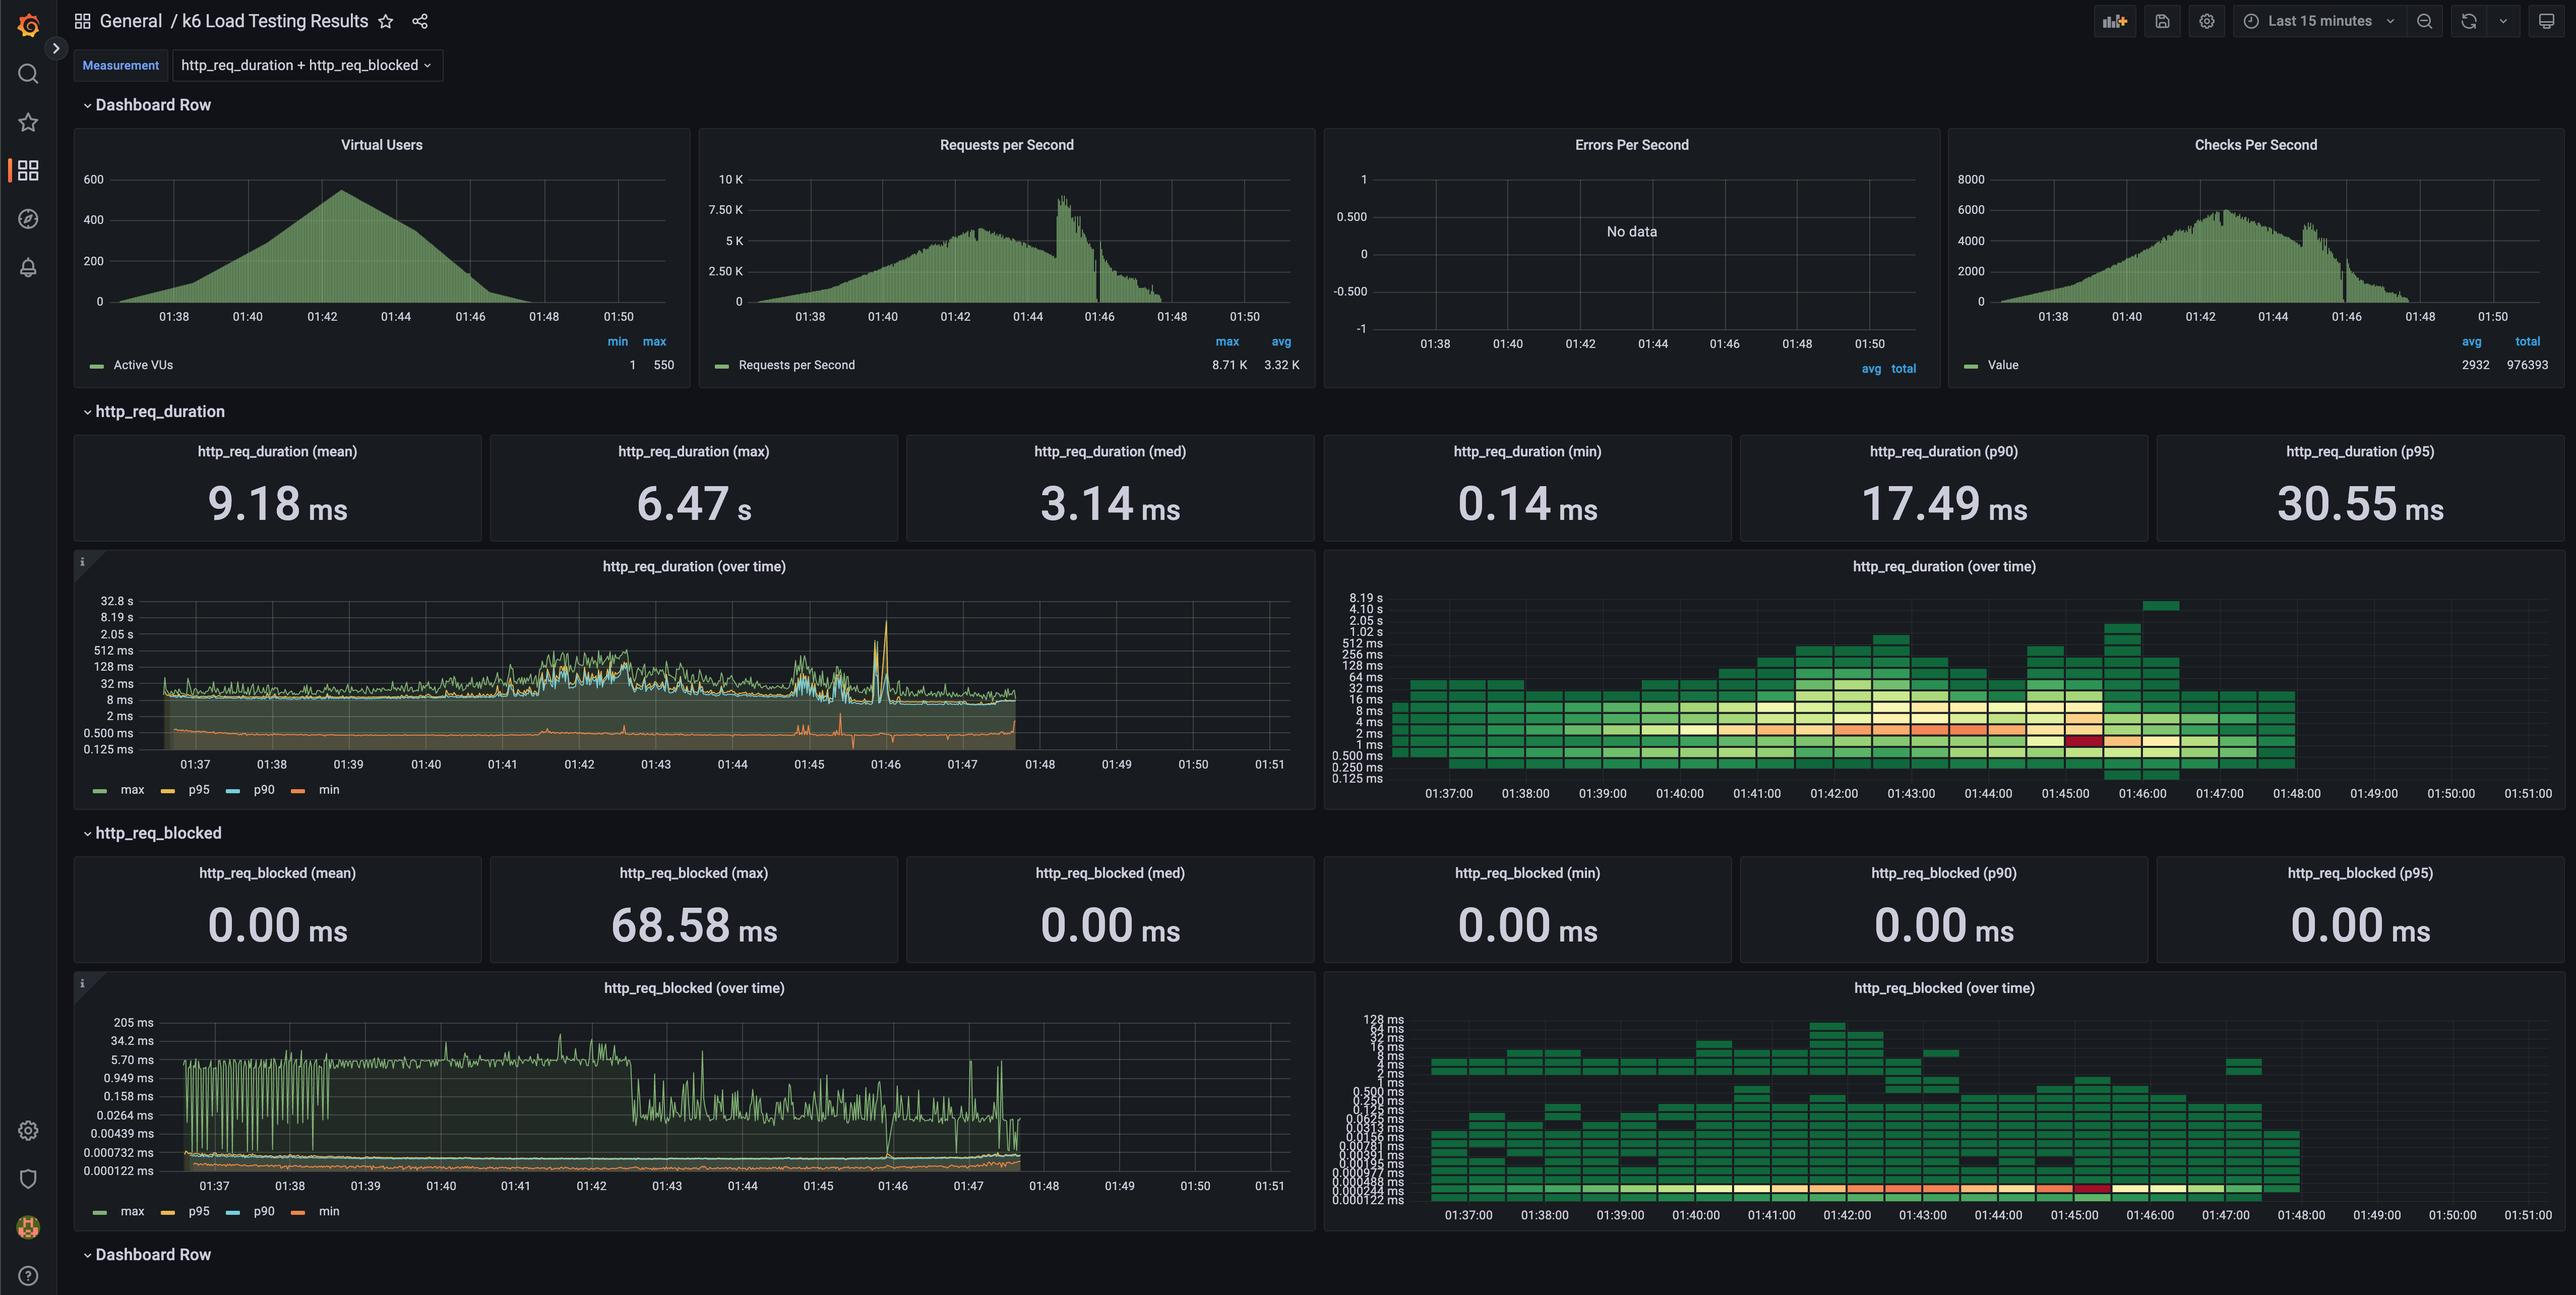 General / k6 Load Testing Results
Last 15 minutes
Measurement http_req_duration + http_req_blocked
Dashboard Row
Virtual Users
600
400
200
0
01:38 01:40 01:42 01:44 01:46 01:48 01:50
min max
Active VUs 1 550
Requests per Second
10 K
7.50 K
5 K
2.50 K
0
01:38 01:40 01:42 01:44 01:46 01:48 01:50
max avg
Requests per Second 8.71 K 3.32 K
Errors Per Second
1
0.500
0
-0.500
-1
No data
01:38 01:40 01:42 01:44 01:46 01:48 01:50
avg total
Checks Per Second
8000
6000
4000
2000
0
01:38 01:40 01:42 01:44 01:46 01:48 01:50
avg total
Value 2932 976393
http_req_duration
http_req_duration (mean)
9.18 ms
http_req_duration (max)
6.47 s
http_req_duration (med)
3.14 ms
http_req_duration (min)
0.14 ms
http_req_duration (p90)
17.49 ms
http_req_duration (p95)
30.55 ms
http_req_duration (over time)
32.8 s
8.19 s
2.05 s
512 ms
128 ms
32 ms
8 ms
2 ms
0.500 ms
0.125 ms
01:37 01:38 01:39 01:40 01:41 01:42 01:43 01:44 01:45 01:46 01:47 01:48 01:49 01:50 01:51
max p95 p90 min
http_req_duration (over time)
8.19 s
4.10 s
2.05 s
1.02 s
512 ms
256 ms
128 ms
64 ms
32 ms
16 ms
8 ms
4 ms
2 ms
1 ms
0.500 ms
0.250 ms
0.125 ms
01:37:00 01:38:00 01:39:00 01:40:00 01:41:00 01:42:00 01:43:00 01:44:00 01:45:00 01:46:00 01:47:00 01:48:00 01:49:00 01:50:00 01:51:00
http_req_blocked
http_req_blocked (mean)
0.00 ms
http_req_blocked (max)
68.58 ms
http_req_blocked (med)
0.00 ms
http_req_blocked (min)
0.00 ms
http_req_blocked (p90)
0.00 ms
http_req_blocked (p95)
0.00 ms
http_req_blocked (over time)
205 ms
34.2 ms
5.70 ms
0.949 ms
0.158 ms
0.0264 ms
0.00439 ms
0.000732 ms
0.000122 ms
01:37 01:38 01:39 01:40 01:41 01:42 01:43 01:44 01:45 01:46 01:47 01:48 01:49 01:50 01:51
max p95 p90 min
http_req_blocked (over time)
128 ms
64 ms
32 ms
16 ms
8 ms
4 ms
2 ms
1 ms
0.500 ms
0.250 ms
0.125 ms
0.0625 ms
0.0313 ms
0.0156 ms
0.00781 ms
0.00391 ms
0.00195 ms
0.000977 ms
0.000488 ms
0.000244 ms
0.000122 ms
01:37:00 01:38:00 01:39:00 01:40:00 01:41:00 01:42:00 01:43:00 01:44:00 01:45:00 01:46:00 01:47:00 01:48:00 01:49:00 01:50:00 01:51:00
Dashboard Row